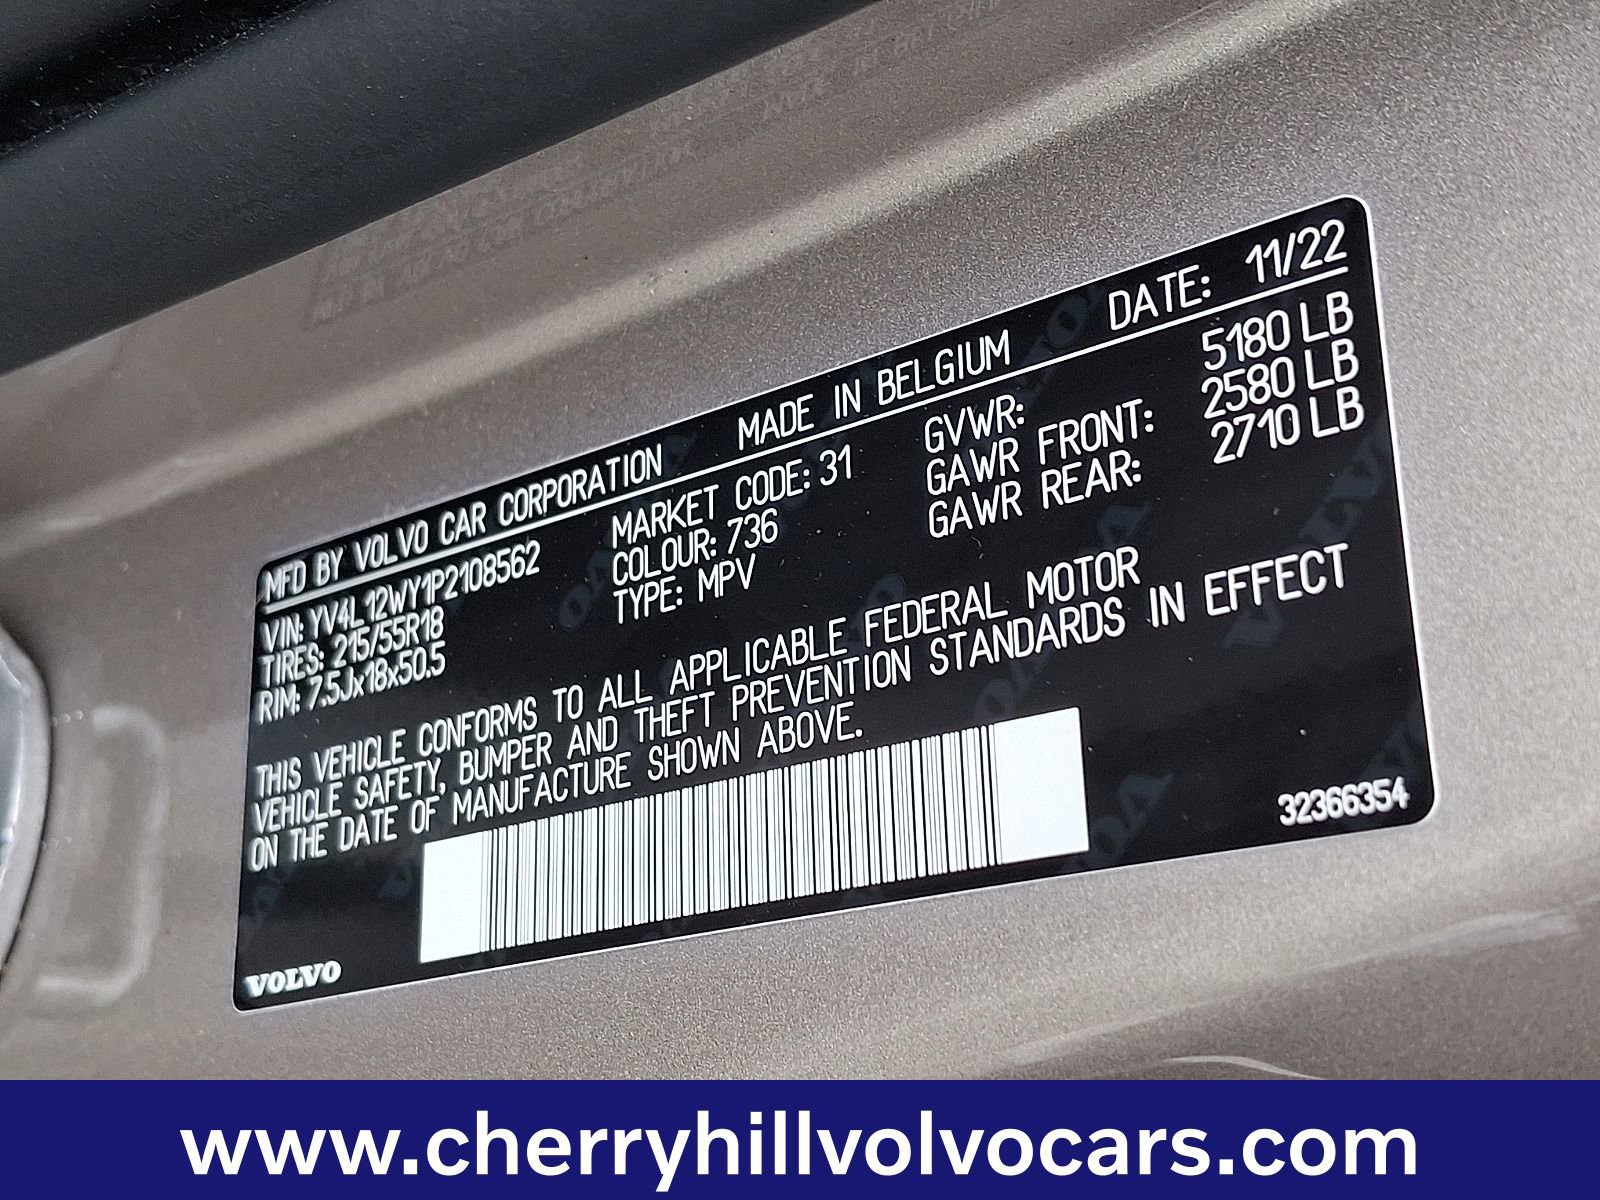 MFD BY VOLVO CAR CORPORATION MADE IN BELGIUM DATE: 11/22
VIN: YV4L12WY1P2108562 MARKET CODE: 31 GVWR: 5180 LB
TIRES: 215/55R18 COLOUR: 736 GAWR FRONT: 2580 LB
RIM: 7.5Jx18x50.5 TYPE: MPV GAWR REAR: 2710 LB
THIS VEHICLE CONFORMS TO ALL APPLICABLE FEDERAL MOTOR
VEHICLE SAFETY, BUMPER AND THEFT PREVENTION STANDARDS IN EFFECT
ON THE DATE OF MANUFACTURE SHOWN ABOVE.
32366354
VOLVO
www.cherryhillvolvocars.com